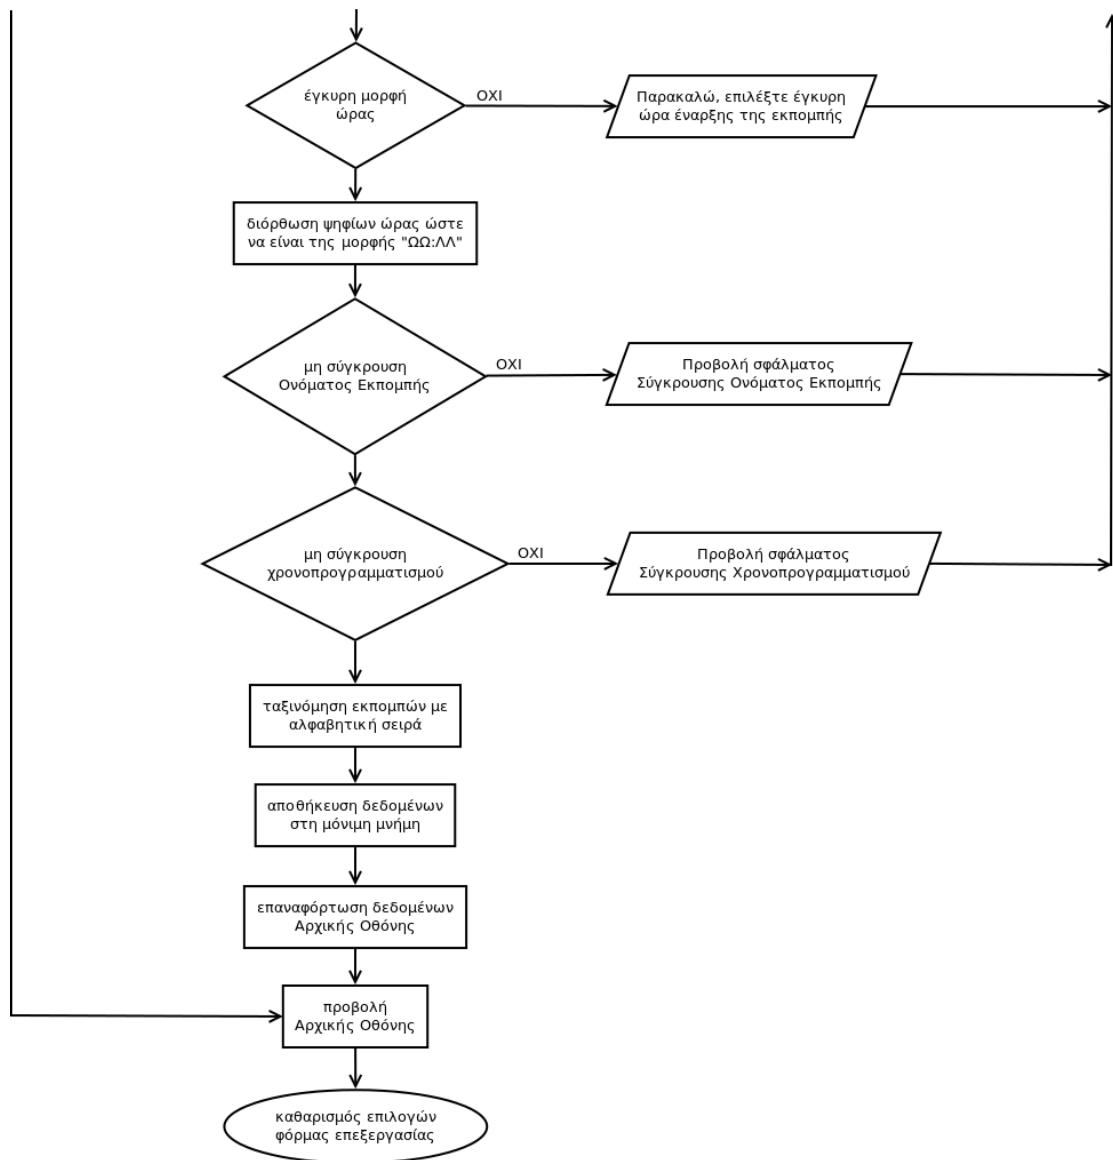 έγκυρη μορφή
ώρας
ΟΧΙ
Παρακαλώ, επιλέξτε έγκυρη
ώρα έναρξης της εκπομπής
διόρθωση ψηφίων ώρας ώστε
να είναι της μορφής "ΩΩ:ΛΛ"
μη σύγκρουση
Ονόματος Εκπομπής
ΟΧΙ
Προβολή σφάλματος
Σύγκρουσης Ονόματος Εκπομπής
μη σύγκρουση
χρονοπρογραμματισμού
ΟΧΙ
Προβολή σφάλματος
Σύγκρουσης Χρονοπρογραμματισμού
ταξινόμηση εκπομπών με
αλφαβητική σειρά
αποθήκευση δεδομένων
στη μόνιμη μνήμη
επαναφόρτωση δεδομένων
Αρχικής Οθόνης
προβολή
Αρχικής Οθόνης
καθαρισμός επιλογών
φόρμας επεξεργασίας